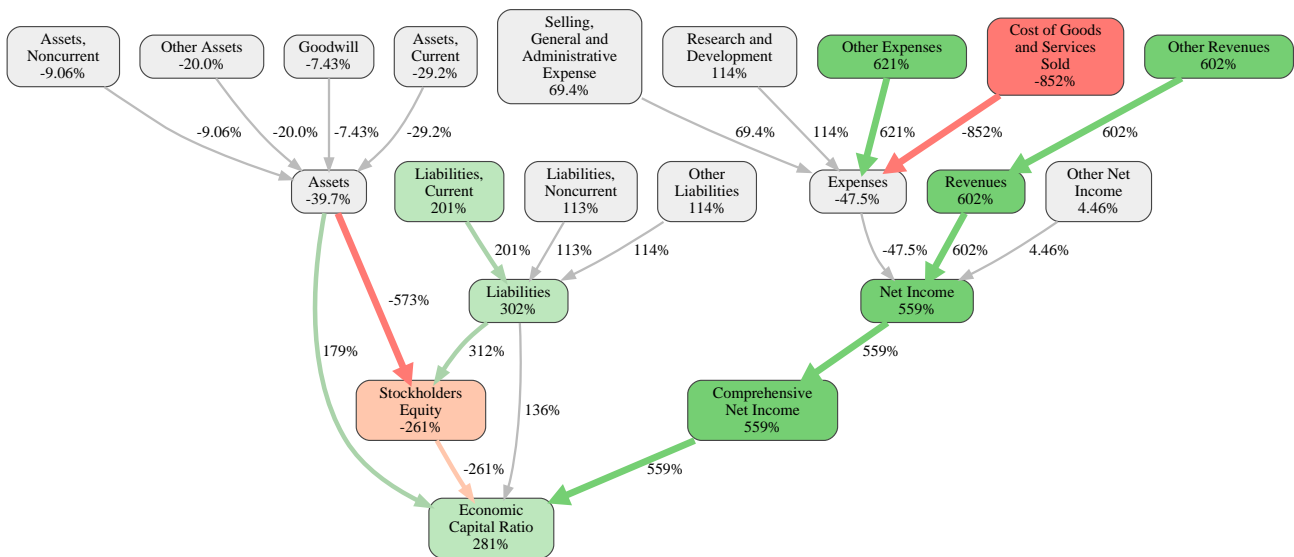 Assets,
Noncurrent
-9.06%
Other Assets
-20.0%
Goodwill
-7.43%
Assets,
Current
-29.2%
Selling,
General and
Administrative
Expense
69.4%
Research and
Development
114%
Other Expenses
621%
Cost of Goods
and Services
Sold
-852%
Other Revenues
602%
-9.06%
-20.0%
-7.43%
-29.2%
69.4%
114%
621%
-852%
602%
Assets
-39.7%
Liabilities,
Current
201%
Liabilities,
Noncurrent
113%
Other
Liabilities
114%
Expenses
-47.5%
Revenues
602%
Other Net
Income
4.46%
201%
113%
114%
-47.5%
602%
4.46%
-573%
Liabilities
302%
Net Income
559%
179%
312%
559%
Stockholders
Equity
-261%
136%
Comprehensive
Net Income
559%
-261%
559%
Economic
Capital Ratio
281%